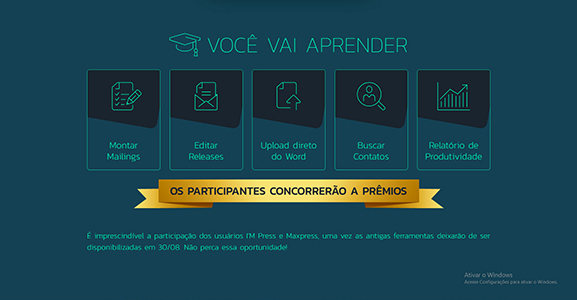 VOCÊ VAI APRENDER
Montar
Mailings
Editar
Releases
Upload direto
do Word
Buscar
Contatos
Relatório de
Produtividade
OS PARTICIPANTES CONCORRERÃO A PRÊMIOS
É imprescindível a participação dos usuários I'M Press e Maxpress, uma vez as antigas ferramentas deixarão de ser
disponibilizadas em 30/08. Não perca essa oportunidade!
Ativar o Windows
Acesse Configurações para ativar o Windows.